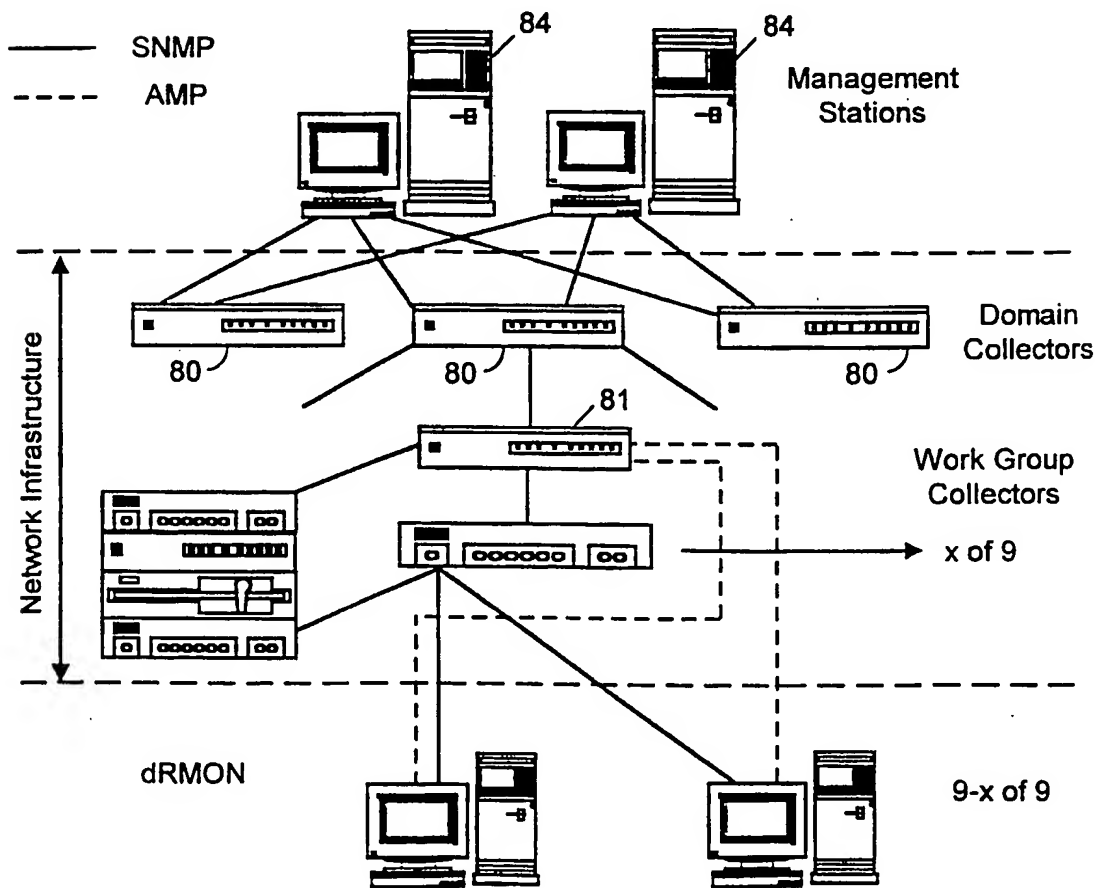 SNMP
AMP
84
84
Management
Stations
Network Infrastructure
80
80
80
Domain
Collectors
81
Work Group
Collectors
x of 9
dRMON
9-x of 9